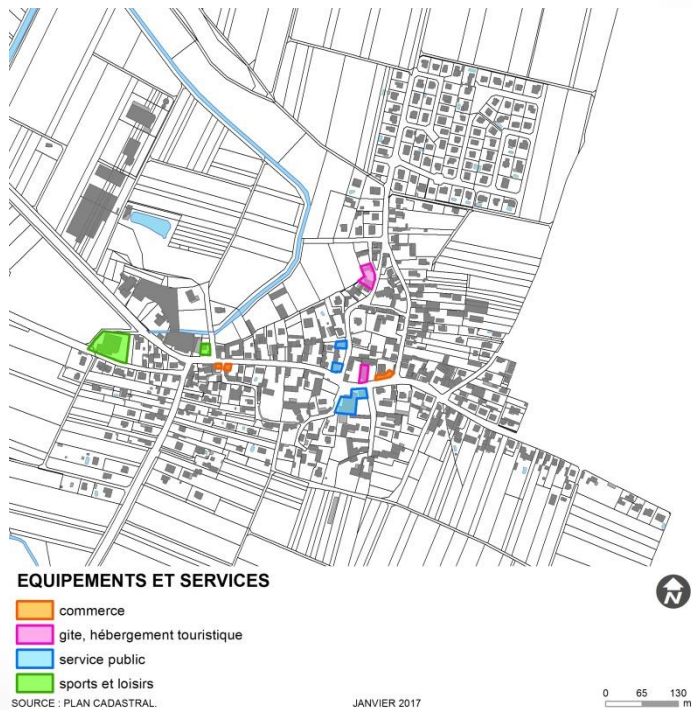 EQUIPEMENTS ET SERVICES
commerce
gite, hébergement touristique
service public
sports et loisirs
SOURCE : PLAN CADASTRAL.
JANVIER 2017
N
0 65 130
m